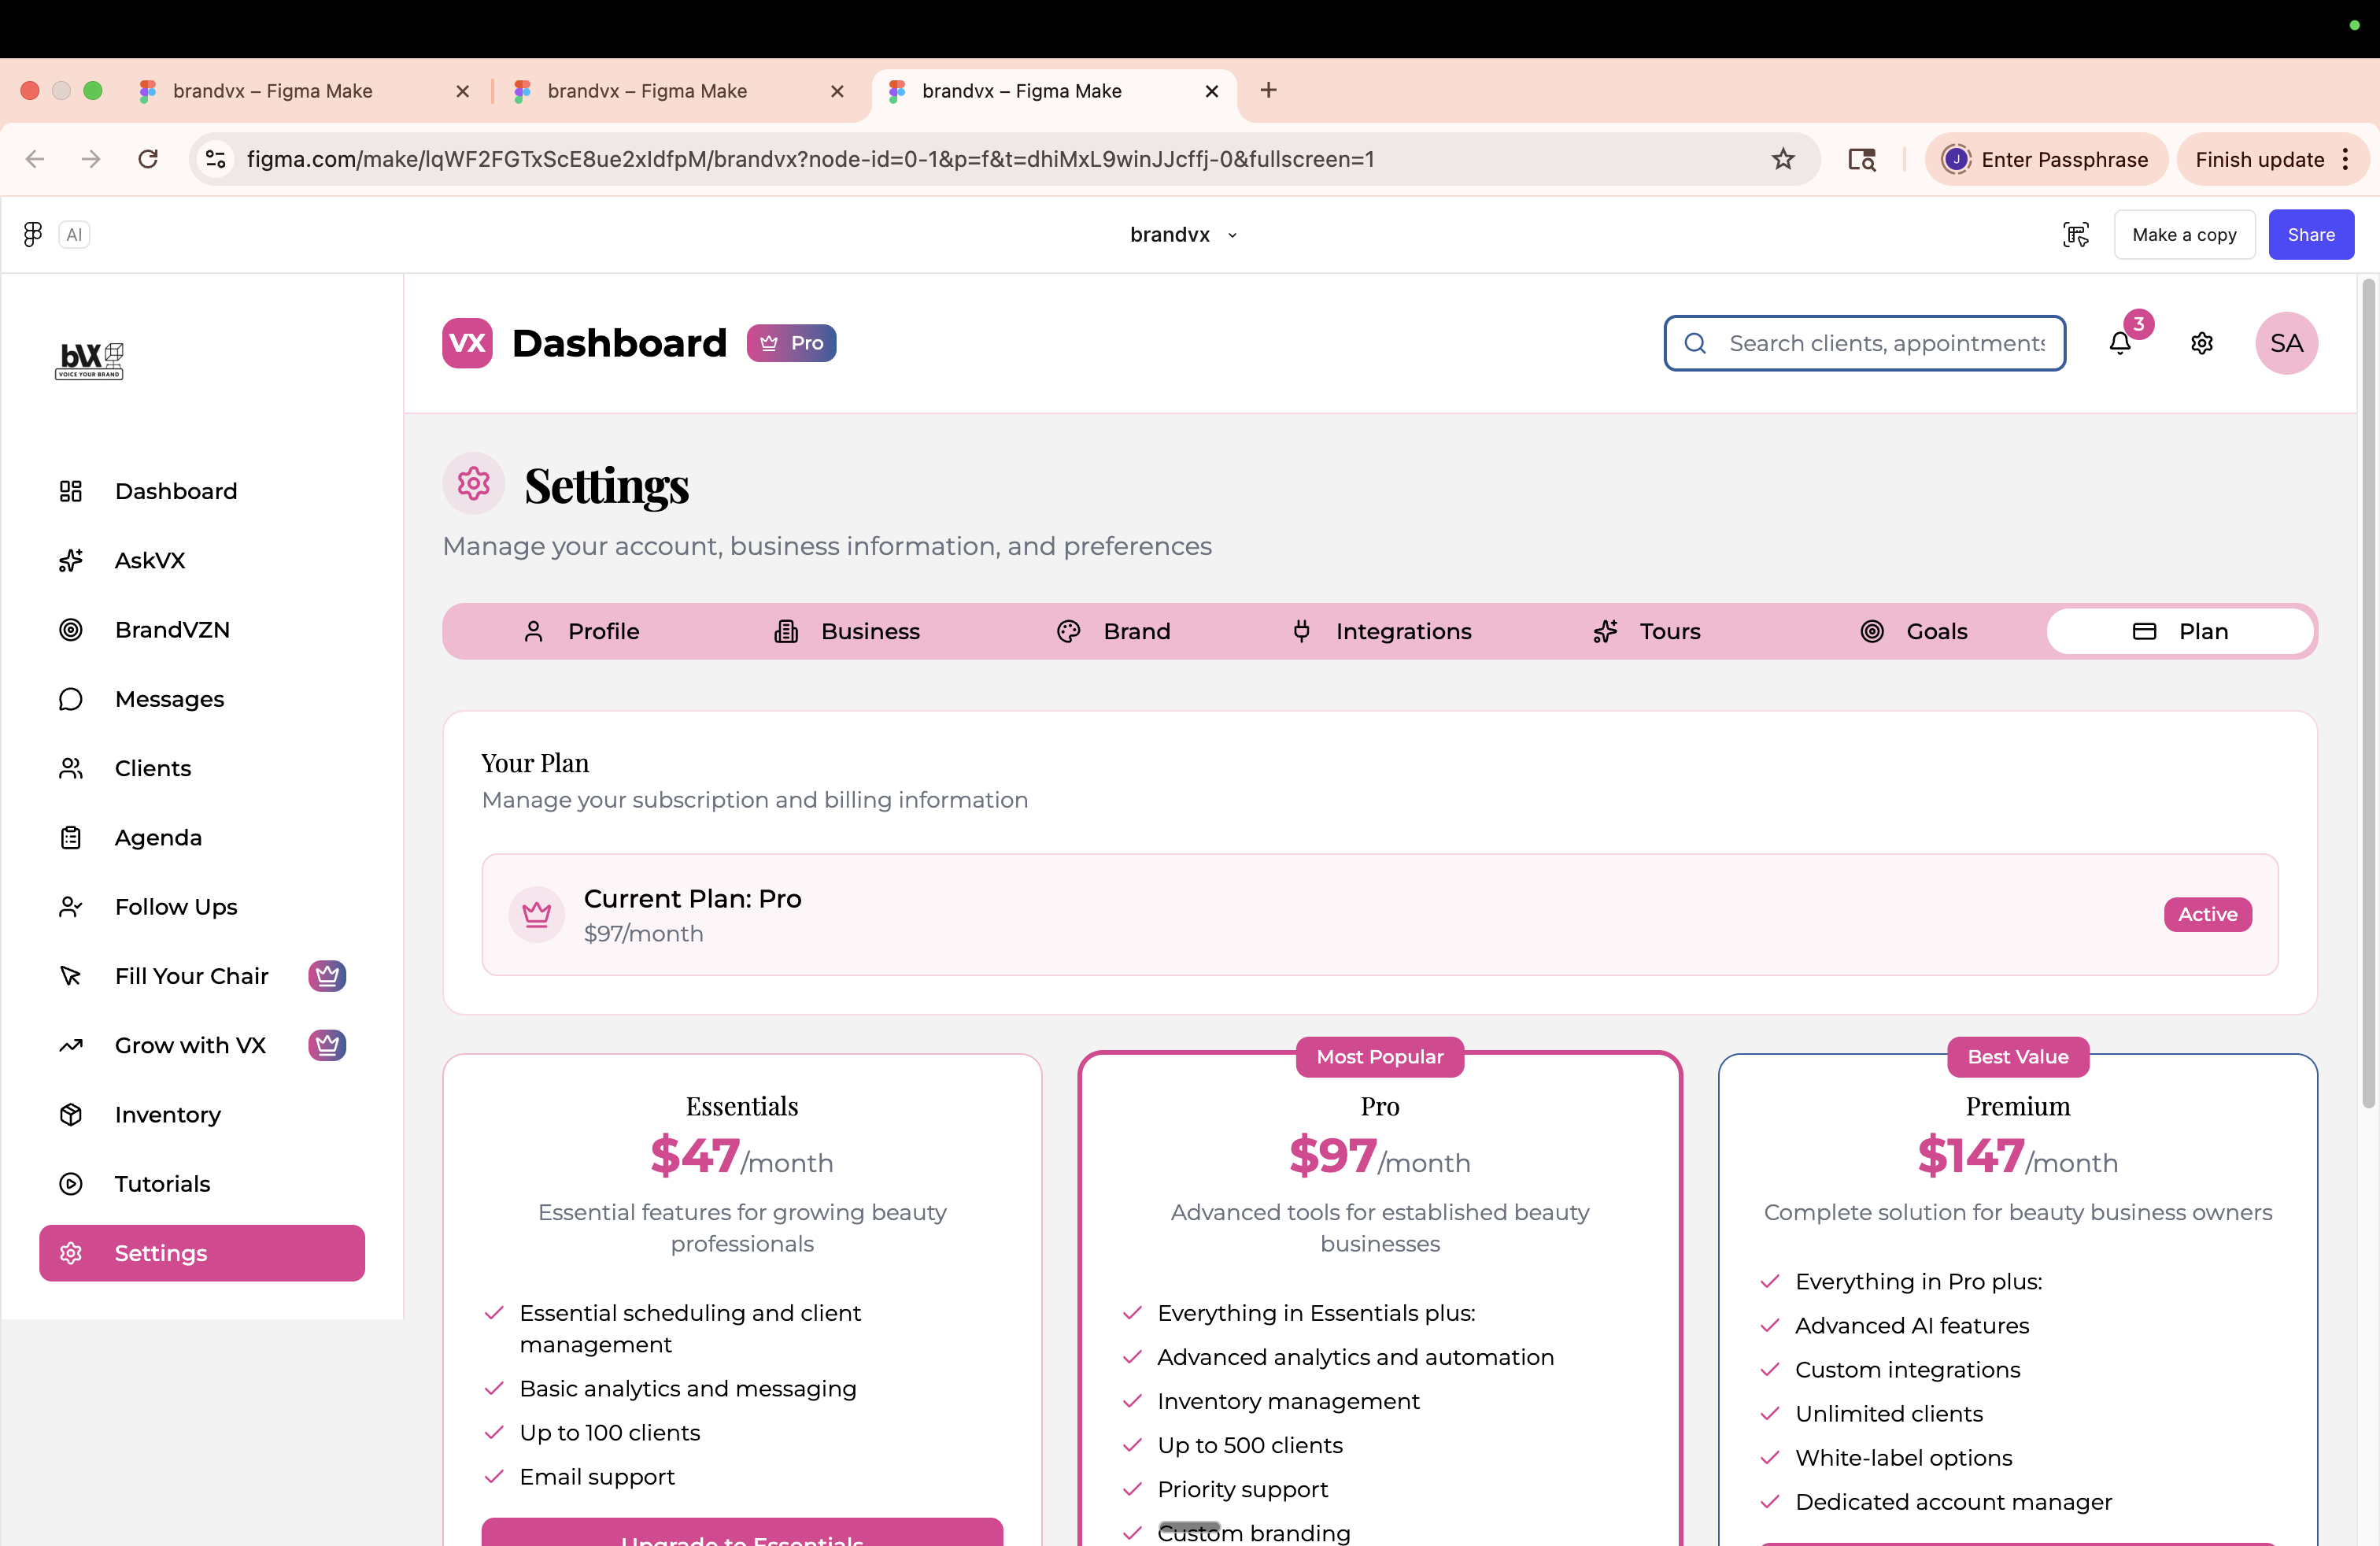 brandvx – Figma Make
brandvx – Figma Make
brandvx – Figma Make
figma.com/make/lqWF2FGTxScE8ue2xIdfpM/brandvx?node-id=0-1&p=f&t=dhiMxL9winJJcffj-0&fullscreen=1
J
Enter Passphrase
Finish update
AI
brandvx
Make a copy
Share
bVX
VOICE YOUR BRAND
VX
Dashboard
Pro
Search clients, appointments
3
SA
Dashboard
AskVX
BrandVZN
Messages
Clients
Agenda
Follow Ups
Fill Your Chair
Grow with VX
Inventory
Tutorials
Settings
Settings
Manage your account, business information, and preferences
Profile
Business
Brand
Integrations
Tours
Goals
Plan
Your Plan
Manage your subscription and billing information
Current Plan: Pro
$97/month
Active
Essentials
$47/month
Essential features for growing beauty
professionals
Essential scheduling and client
management
Basic analytics and messaging
Up to 100 clients
Email support
Upgrade to Essentials
Most Popular
Pro
$97/month
Advanced tools for established beauty
businesses
Everything in Essentials plus:
Advanced analytics and automation
Inventory management
Up to 500 clients
Priority support
Custom branding
Best Value
Premium
$147/month
Complete solution for beauty business owners
Everything in Pro plus:
Advanced AI features
Custom integrations
Unlimited clients
White-label options
Dedicated account manager